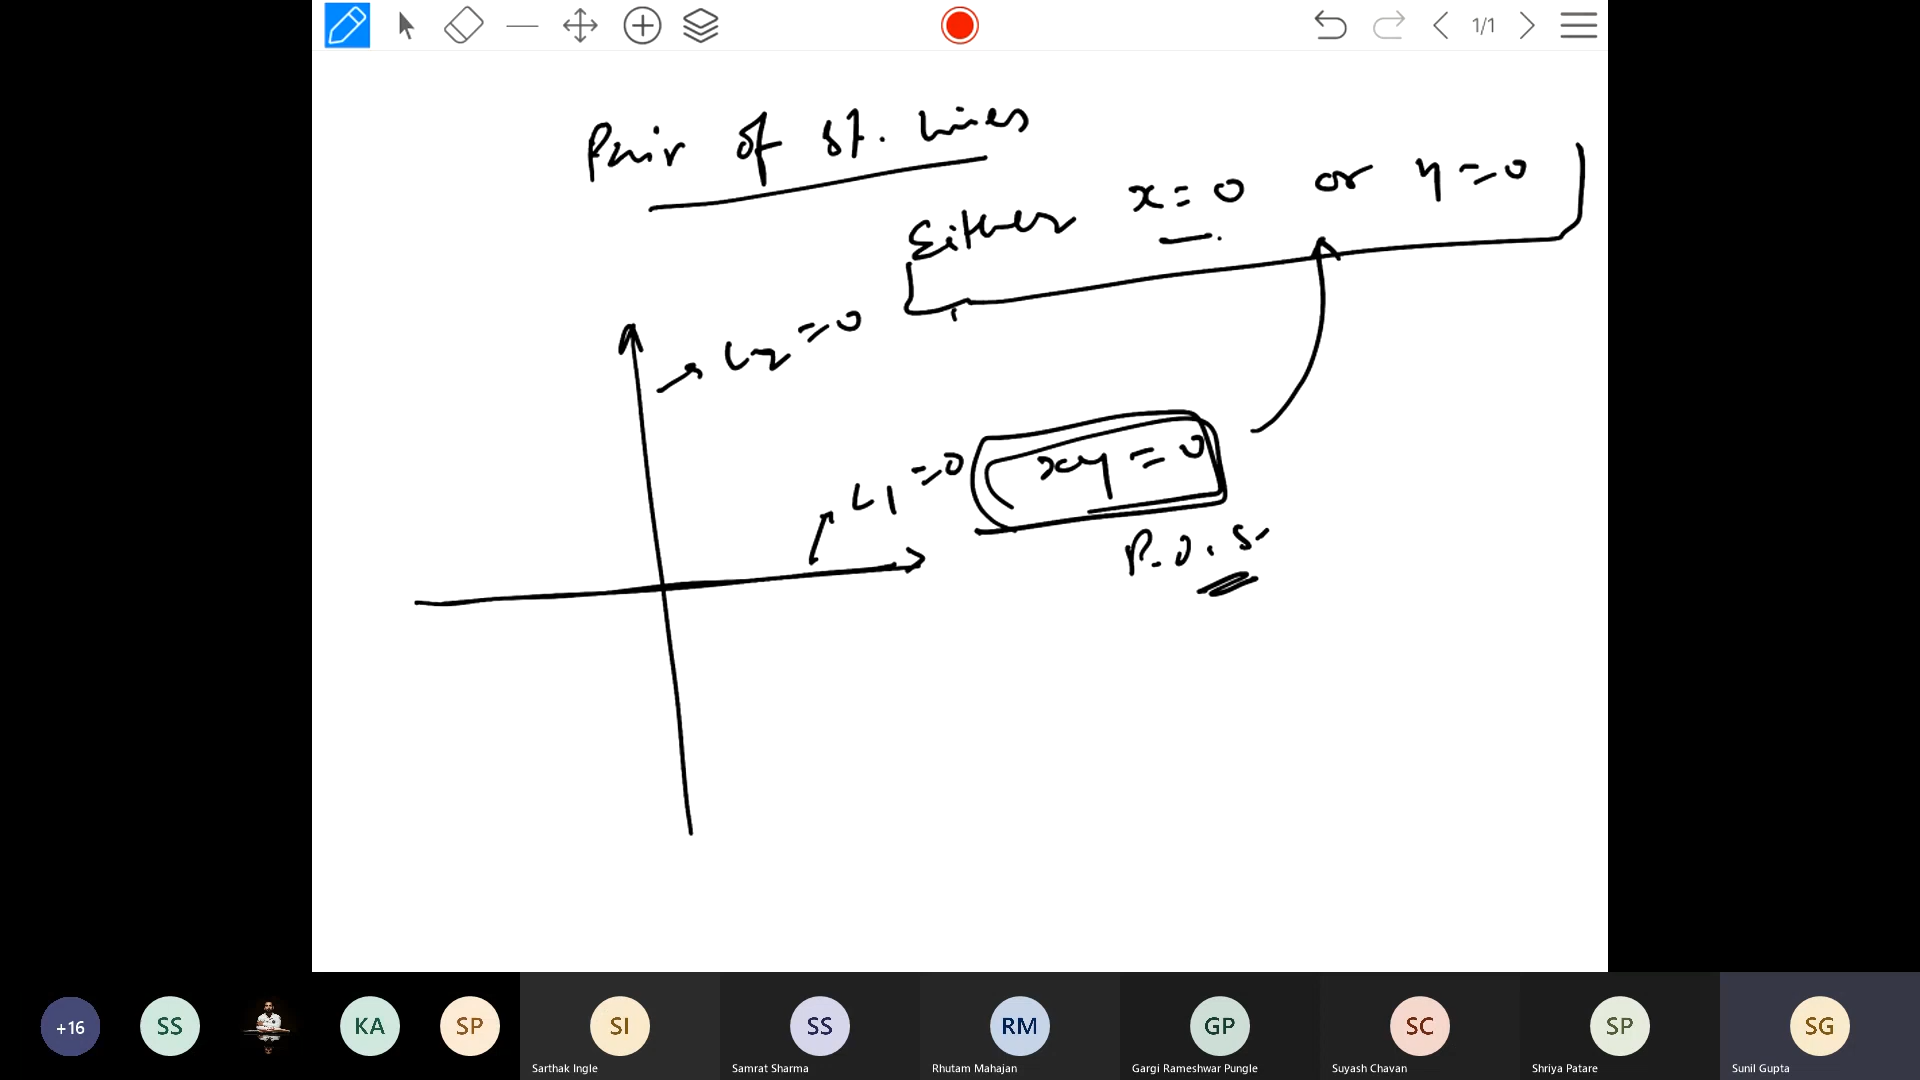 1/1
Pair of st. lines
Either x=0 or y=0
L2=0
L1=0
xy=0
P.O.S.
+16
SS
KA
SP
SI
SS
RM
GP
SC
SP
SG
Sarthak Ingle
Samrat Sharma
Rhutam Mahajan
Gargi Rameshwar Pungle
Suyash Chavan
Shriya Patare
Sunil Gupta